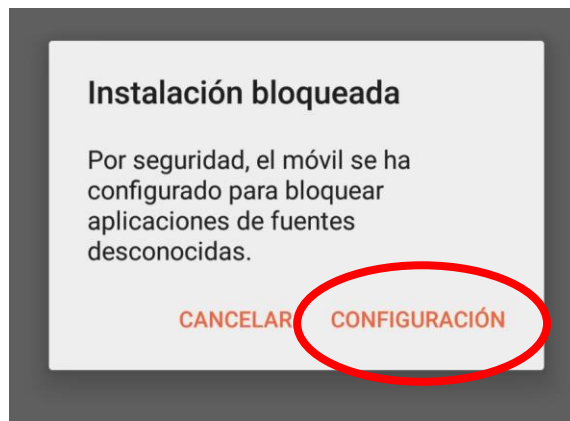 Instalación bloqueada
Por seguridad, el móvil se ha
configurado para bloquear
aplicaciones de fuentes
desconocidas.
CANCELAR CONFIGURACIÓN